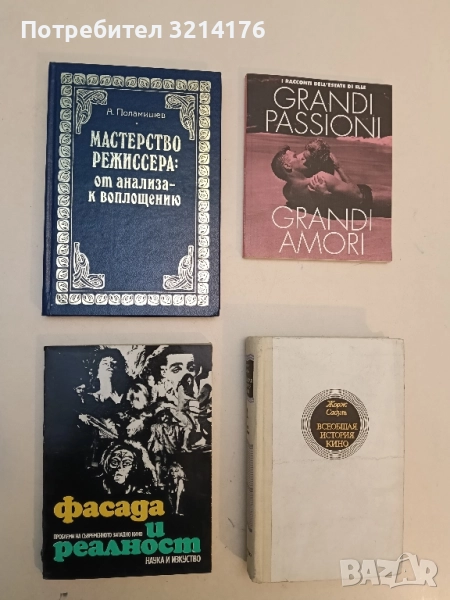 Потребител 3214176
А. Поламишев
МАСТЕРСТВО
РЕЖИССЕРА:
от анализа-
к воплощению
I RACCONTI DELL'ESTATE DI ELLE
GRANDI
PASSIONI
GRANDI
AMORI
фасада
ПРОБЛЕМИ НА СЪВРЕМЕННОТО ЗАПАДНО КИНО
и
реалност
НАУКА И ИЗКУСТВО
Жорж
Садуль
ВСЕОБЩАЯ
ИСТОРИЯ
КИНО
BAZAR